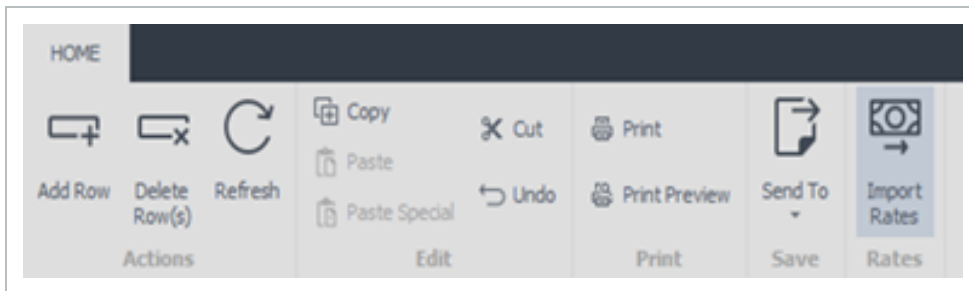 HOME
Add Row
Delete
Row(s)
Refresh
Actions
Copy
Paste
Paste Special
Cut
Undo
Edit
Print
Print Preview
Print
Send To
Save
Import
Rates
Rates